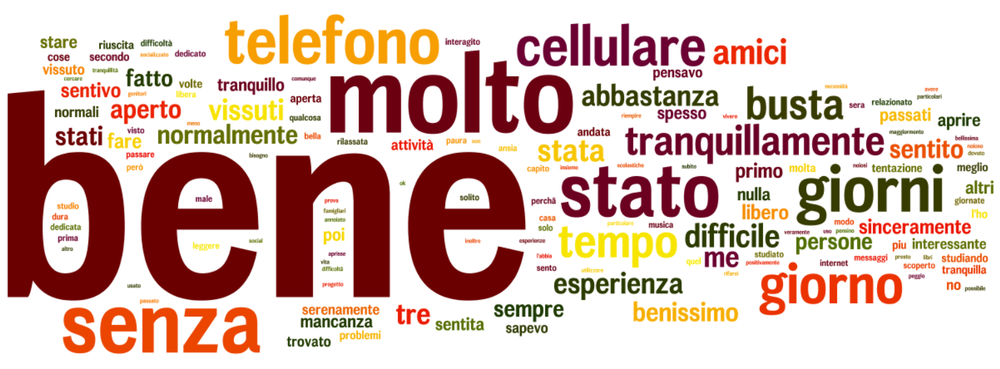 telefono
cellulare
amici
interagito
pensavo
stare
riuscita
difficoltà
cose
secondo
socializzato
dedicato
vissuto
tranquillità
cercare
fatto
volte
tranquillo
comunque
sentivo
genitori
libera
aperta
normali
aperto
vissuti
qualcosa
meno
molto
abbastanza
riempire
spesso
vivere
busta
necessità
sera
avere
particolari
relazionato
passati
aprire
maggiormente
stati
fare
visto
normalmente
bella
passare
però
bisogno
rilassata
attività
paura
son
ansia
stata
andata
tranquillamente
sentito
bellissima
noioso
dovuto
capito
insieme
scolastiche
subito
primo
molta
noiosi
tentazione
meglio
bene
ok
solito
perchã
stato
nulla
libero
giorni
altri
giornate
l'ho
studio
dura
dedicata
prima
altro
male
leggere
social
prova
famigliari
annoiato
poi
aprisse
vita
difficoltã
progetto
inoltre
casa
solo
esperienze
l'abbia
sento
particolare
musica
tempo
difficile
veramente
uso
pensino
modo
sinceramente
persone
piu
interessante
quel
me
studiato
positivamente
internet
messaggi
presto
libri
studiando
scoperto
tranquilla
peggio
utilizzare
rifarei
esperienza
giorno
no
possibile
usato
passato
senza
serenamente
mancanza
tre
sentita
sempre
sapevo
benissimo
problemi
trovato